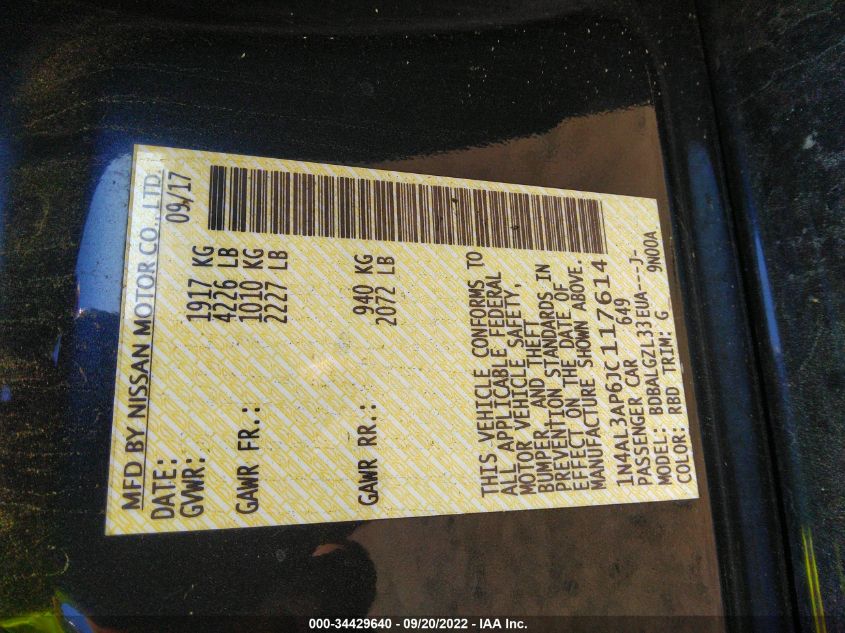 MFD BY NISSAN MOTOR CO., LTD.
DATE: 09/17
GVWR: 1917 KG
4226 LB
GAWR FR.: 1010 KG
2227 LB
GAWR RR.: 940 KG
2072 LB
THIS VEHICLE CONFORMS TO
ALL APPLICABLE FEDERAL
MOTOR VEHICLE SAFETY,
BUMPER, AND THEFT
PREVENTION STANDARDS IN
EFFECT ON THE DATE OF
MANUFACTURE SHOWN ABOVE.
1N4AL3AP6JC117614
PASSENGER CAR 649
MODEL: BDBALGZL33EUA---J-
COLOR: RBD TRIM: G 9N00A
000-34429640 - 09/20/2022 - IAA Inc.